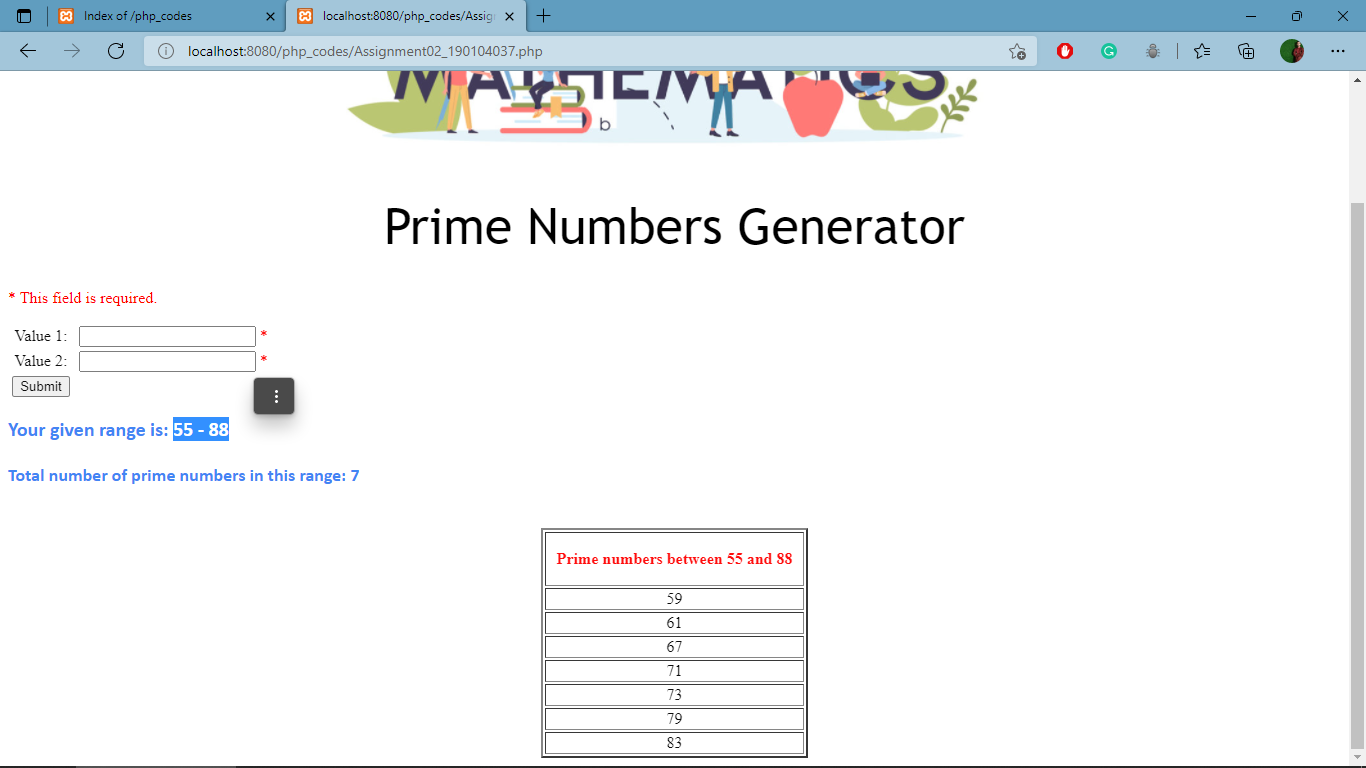 Index of /php_codes
localhost:8080/php_codes/Assig
localhost:8080/php_codes/Assignment02_190104037.php
MATHEMATICS
b
Prime Numbers Generator
* This field is required.
Value 1: *
Value 2: *
Submit
Your given range is: 55 - 88
Total number of prime numbers in this range: 7
Prime numbers between 55 and 88
59
61
67
71
73
79
83